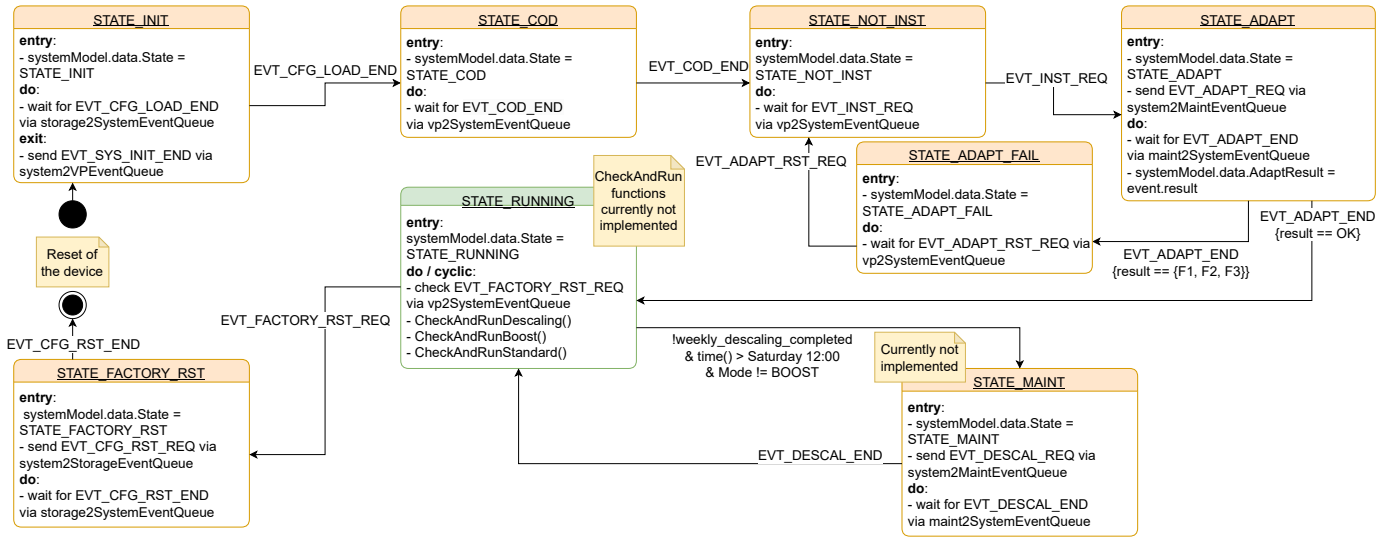 STATE_INIT
entry:
- systemModel.data.State =
STATE_INIT
do:
- wait for EVT_CFG_LOAD_END
via storage2SystemEventQueue
exit:
- send EVT_SYS_INIT_END via
system2VPEventQueue
EVT_CFG_LOAD_END
STATE_COD
entry:
- systemModel.data.State =
STATE_COD
do:
- wait for EVT_COD_END
via vp2SystemEventQueue
EVT_COD_END
STATE_NOT_INST
entry:
systemModel.data.State =
STATE_NOT_INST
do:
- wait for EVT_INST_REQ
via vp2SystemEventQueue
EVT_INST_REQ
STATE_ADAPT
entry:
- systemModel.data.State =
STATE_ADAPT
- send EVT_ADAPT_REQ via
system2MaintEventQueue
do:
- wait for EVT_ADAPT_END
via maint2SystemEventQueue
- systemModel.data.AdaptResult =
event.result
EVT_ADAPT_RST_REQ
STATE_ADAPT_FAIL
entry:
- systemModel.data.State =
STATE_ADAPT_FAIL
do:
- wait for EVT_ADAPT_RST_REQ via
vp2SystemEventQueue
EVT_ADAPT_END
{result == OK}
EVT_ADAPT_END
{result == {F1, F2, F3}}
CheckAndRun
functions
currently not
implemented
STATE_RUNNING
entry:
systemModel.data.State =
STATE_RUNNING
do / cyclic:
- check EVT_FACTORY_RST_REQ
via vp2SystemEventQueue
- CheckAndRunDescaling()
- CheckAndRunBoost()
- CheckAndRunStandard()
Reset of
the device
EVT_FACTORY_RST_REQ
EVT_CFG_RST_END
STATE_FACTORY_RST
entry:
systemModel.data.State =
STATE_FACTORY_RST
- send EVT_CFG_RST_REQ via
system2StorageEventQueue
do:
- wait for EVT_CFG_RST_END
via storage2SystemEventQueue
!weekly_descaling_completed
& time() > Saturday 12:00
& Mode != BOOST
Currently not
implemented
STATE_MAINT
entry:
- systemModel.data.State =
STATE_MAINT
- send EVT_DESCAL_REQ via
system2MaintEventQueue
do:
- wait for EVT_DESCAL_END
via maint2SystemEventQueue
EVT_DESCAL_END